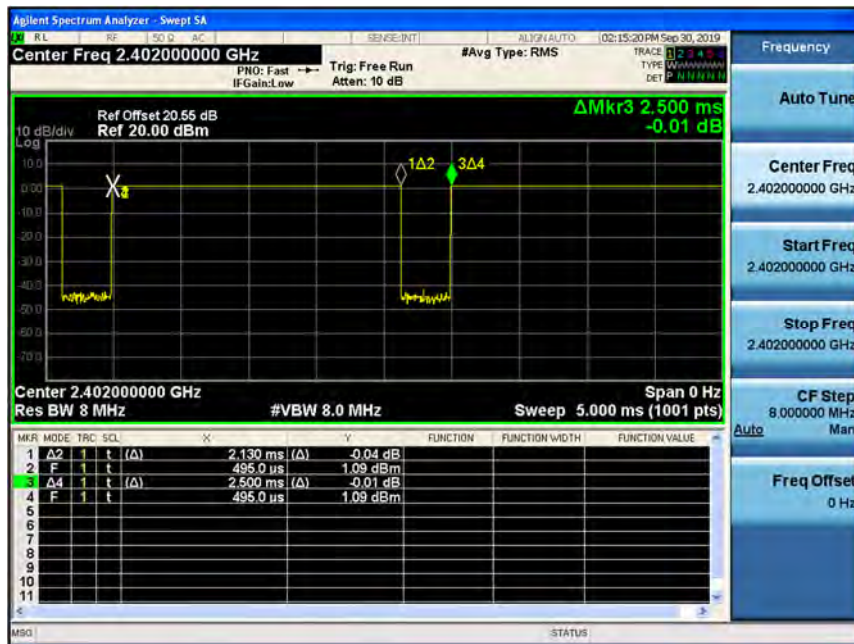 Agilent Spectrum Analyzer - Swept SA
RL RF 50 Ω AC SENSE:INT ALIGN AUTO 02:15:20 PM Sep 30, 2019
Center Freq 2.402000000 GHz
PNO: Fast
IFGain:Low
Trig: Free Run
Atten: 10 dB
#Avg Type: RMS
TRACE 1 2 3 4 5 6
TYPE
DET P N N N N N
Frequency
Auto Tune
Center Freq
2.402000000 GHz
Start Freq
2.402000000 GHz
Stop Freq
2.402000000 GHz
CF Step
8.000000 MHz
Auto Man
Freq Offset
0 Hz
ΔMkr3 2.500 ms
-0.01 dB
Ref Offset 20.55 dB
10 dB/div Ref 20.00 dBm
Log
10.0
0.00
-10.0
-20.0
-30.0
-40.0
-50.0
-60.0
-70.0
1Δ2
3Δ4
Center 2.402000000 GHz Span 0 Hz
Res BW 8 MHz #VBW 8.0 MHz Sweep 5.000 ms (1001 pts)
MKR MODE TRC SCL X Y FUNCTION FUNCTION WIDTH FUNCTION VALUE
1 Δ2 1 t (Δ) 2.130 ms (Δ) -0.04 dB
2 F 1 t 495.0 us 1.09 dBm
3 Δ4 1 t (Δ) 2.500 ms (Δ) -0.01 dB
4 F 1 t 495.0 us 1.09 dBm
5
6
7
8
9
10
11
MSG STATUS